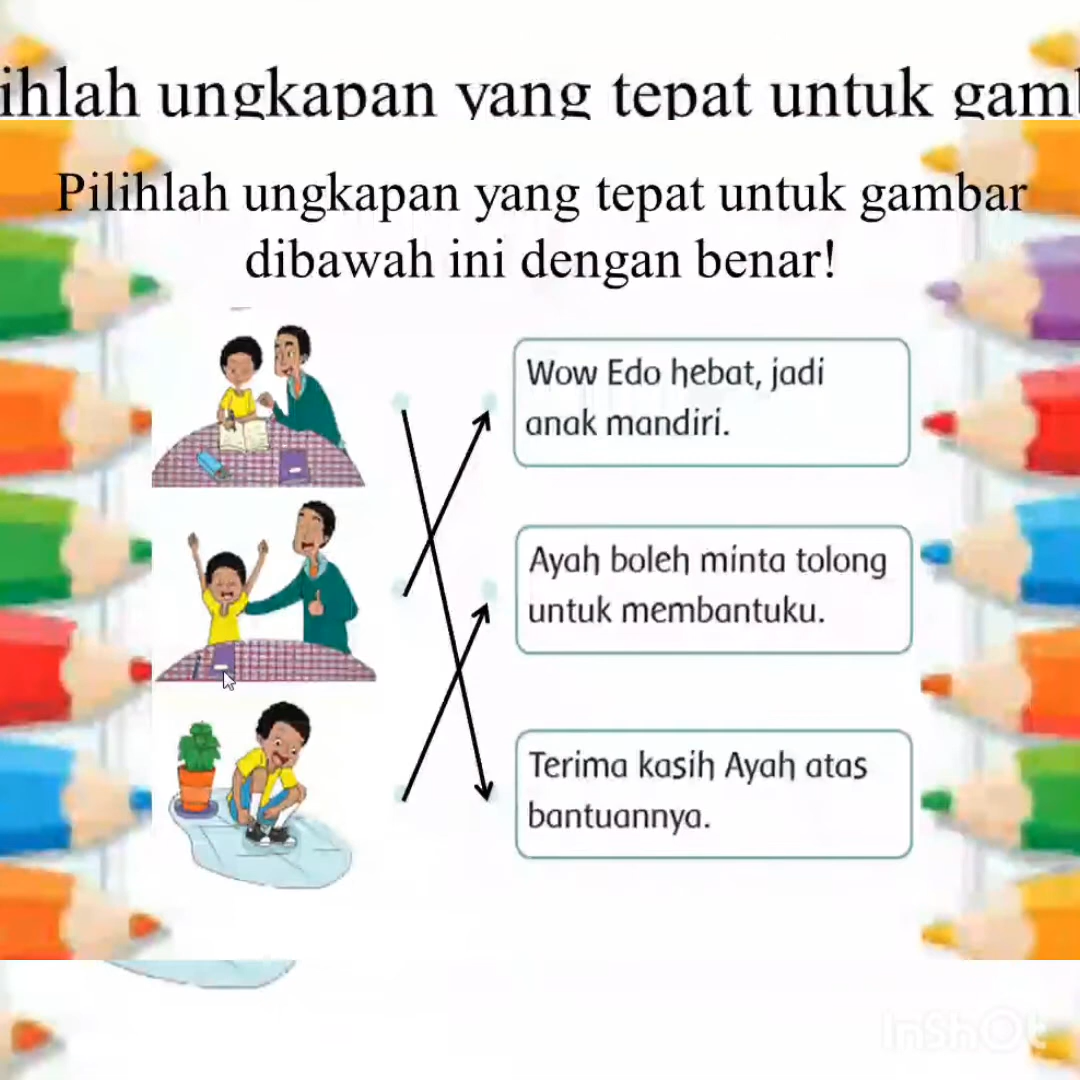 ihlah ungkapan yang tepat untuk gam
Pilihlah ungkapan yang tepat untuk gambar
dibawah ini dengan benar!
Wow Edo hebat, jadi
anak mandiri.
Ayah boleh minta tolong
untuk membantuku.
Terima kasih Ayah atas
bantuannya.
InShOt